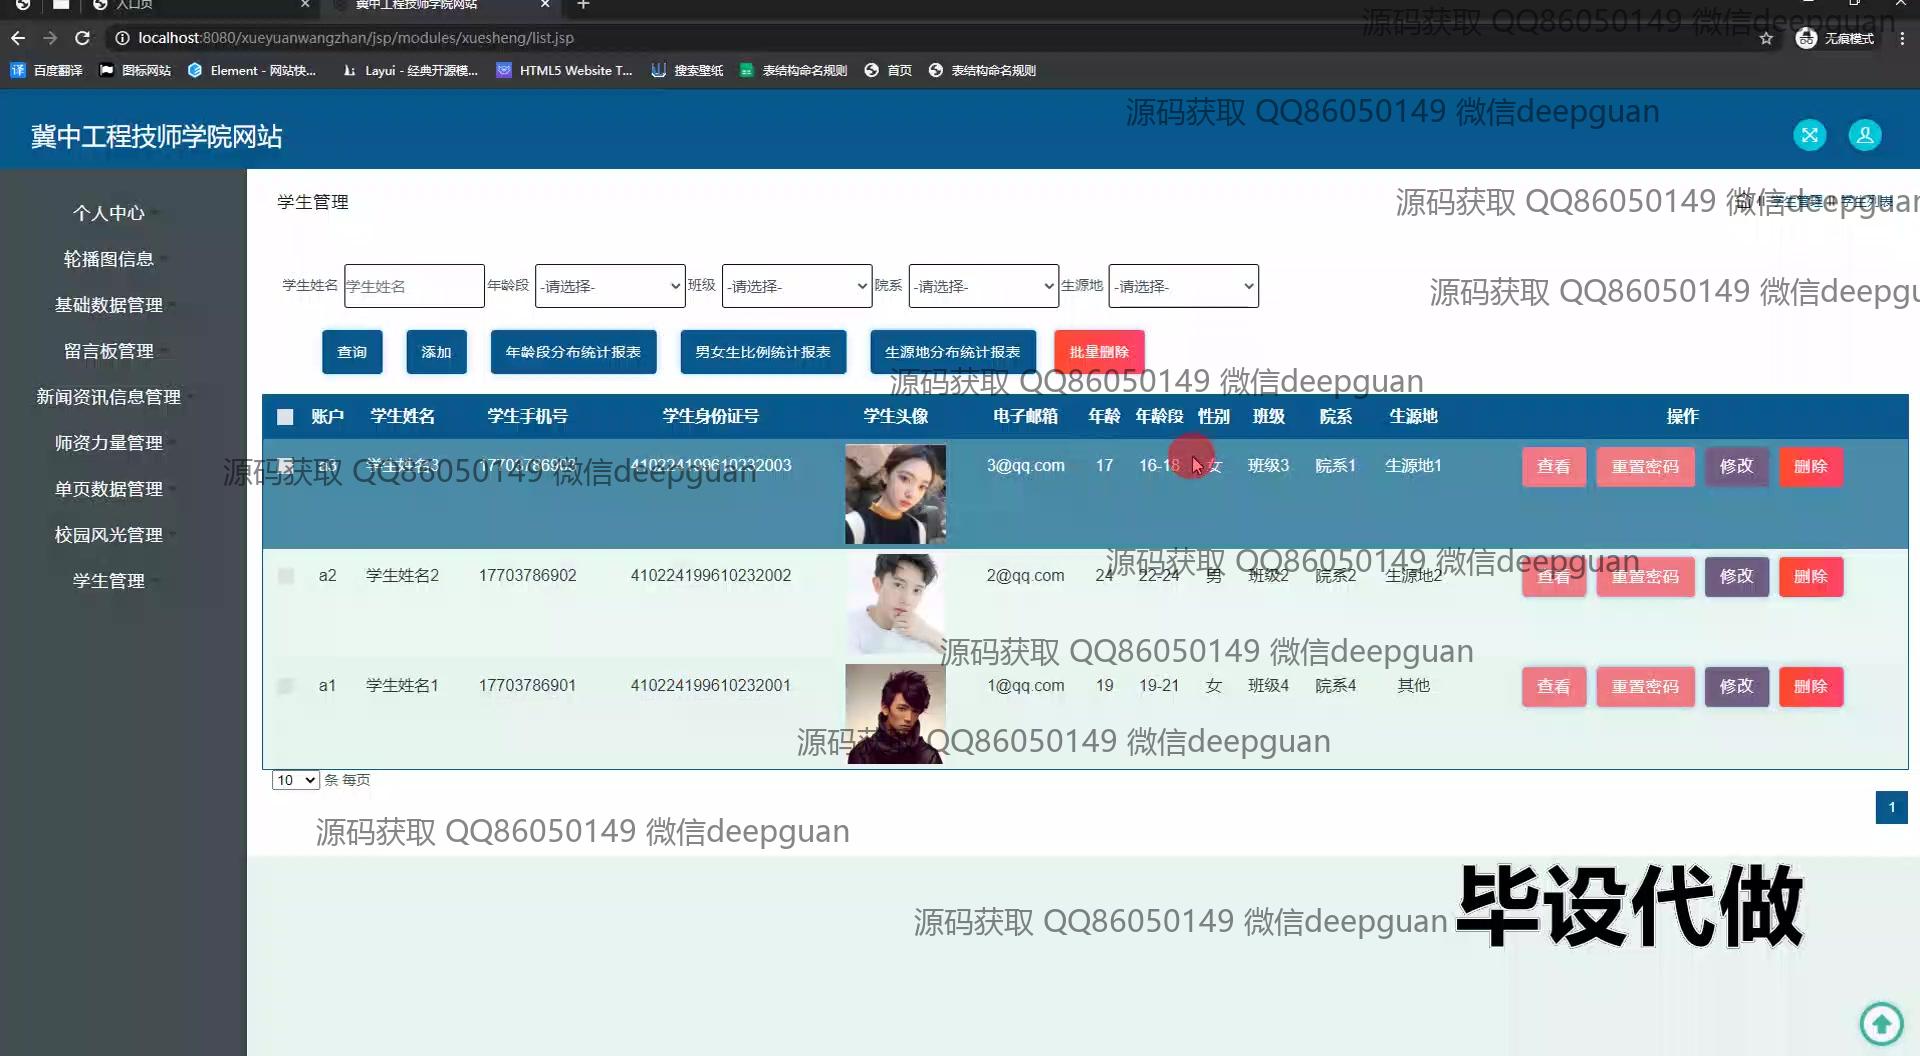 入口页
冀中工程技师学院网站
localhost:8080/xueyuanwangzhan/jsp/modules/xuesheng/list.jsp
无痕模式
百度翻译 图标网站 Element - 网站快... Layui - 经典开源模... HTML5 Website T... 搜索壁纸 表结构命名规则 首页 表结构命名规则
源码获取 QQ86050149 微信deepguan
源码获取 QQ86050149 微信deepguan
冀中工程技师学院网站
个人中心
轮播图信息
基础数据管理
留言板管理
新闻资讯信息管理
师资力量管理
单页数据管理
校园风光管理
学生管理
学生管理
学生管理 学生列表
源码获取 QQ86050149 微信deepguan
学生姓名 学生姓名 年龄段 -请选择- 班级 -请选择- 院系 -请选择- 生源地 -请选择-
源码获取 QQ86050149 微信deepgu
查询 添加 年龄段分布统计报表 男女生比例统计报表 生源地分布统计报表 批量删除
源码获取 QQ86050149 微信deepguan
账户 学生姓名 学生手机号 学生身份证号 学生头像 电子邮箱 年龄 年龄段 性别 班级 院系 生源地 操作
a3 学生姓名3 17703786903 410224199610232003 3@qq.com 17 16-18 女 班级3 院系1 生源地1 查看 重置密码 修改 删除
源码获取 QQ86050149 微信deepguan
源码获取 QQ86050149 微信deepguan
a2 学生姓名2 17703786902 410224199610232002 2@qq.com 24 22-24 男 班级2 院系2 生源地2 查看 重置密码 修改 删除
源码获取 QQ86050149 微信deepguan
a1 学生姓名1 17703786901 410224199610232001 1@qq.com 19 19-21 女 班级4 院系4 其他 查看 重置密码 修改 删除
源码获取 QQ86050149 微信deepguan
10 条 每页
1
源码获取 QQ86050149 微信deepguan
源码获取 QQ86050149 微信deepguan
毕设代做